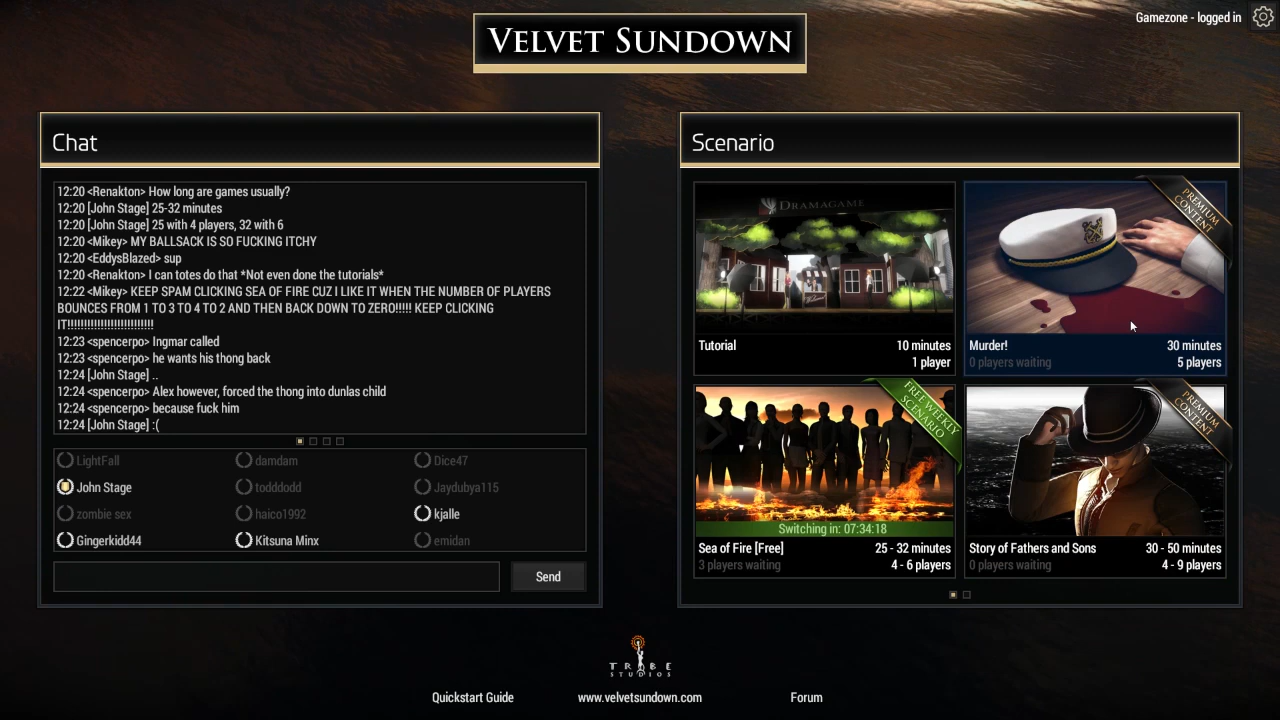 Gamezone - logged in
VELVET SUNDOWN
Chat
12:20 <Renakton> How long are games usually?
12:20 [John Stage] 25-32 minutes
12:20 [John Stage] 25 with 4 players, 32 with 6
12:20 <Mikey> MY BALLSACK IS SO FUCKING ITCHY
12:20 <EddysBlazed> sup
12:20 <Renakton> I can totes do that *Not even done the tutorials*
12:22 <Mikey> KEEP SPAM CLICKING SEA OF FIRE CUZ I LIKE IT WHEN THE NUMBER OF PLAYERS
BOUNCES FROM 1 TO 3 TO 4 TO 2 AND THEN BACK DOWN TO ZERO!!!!! KEEP CLICKING
IT!!!!!!!!!!!!!!!!!!!!!!!!!!
12:23 <spencerpo> Ingmar called
12:23 <spencerpo> he wants his thong back
12:24 [John Stage] ..
12:24 <spencerpo> Alex however, forced the thong into dunlas child
12:24 <spencerpo> because fuck him
12:24 [John Stage] :(
LightFall damdam Dice47
John Stage todddodd Jaydubya115
zombie sex haico1992 kjalle
Gingerkidd44 Kitsuna Minx emidan
Send
Scenario
DRAMAGAME
Tutorial 10 minutes
1 player
PREMIUM
CONTENT
Murder! 30 minutes
0 players waiting 5 players
FREE WEEKLY
SCENARIO
Switching in: 07:34:18
Sea of Fire [Free] 25 - 32 minutes
3 players waiting 4 - 6 players
PREMIUM
CONTENT
Story of Fathers and Sons 30 - 50 minutes
0 players waiting 4 - 9 players
TRIBE
STUDIOS
Quickstart Guide www.velvetsundown.com Forum